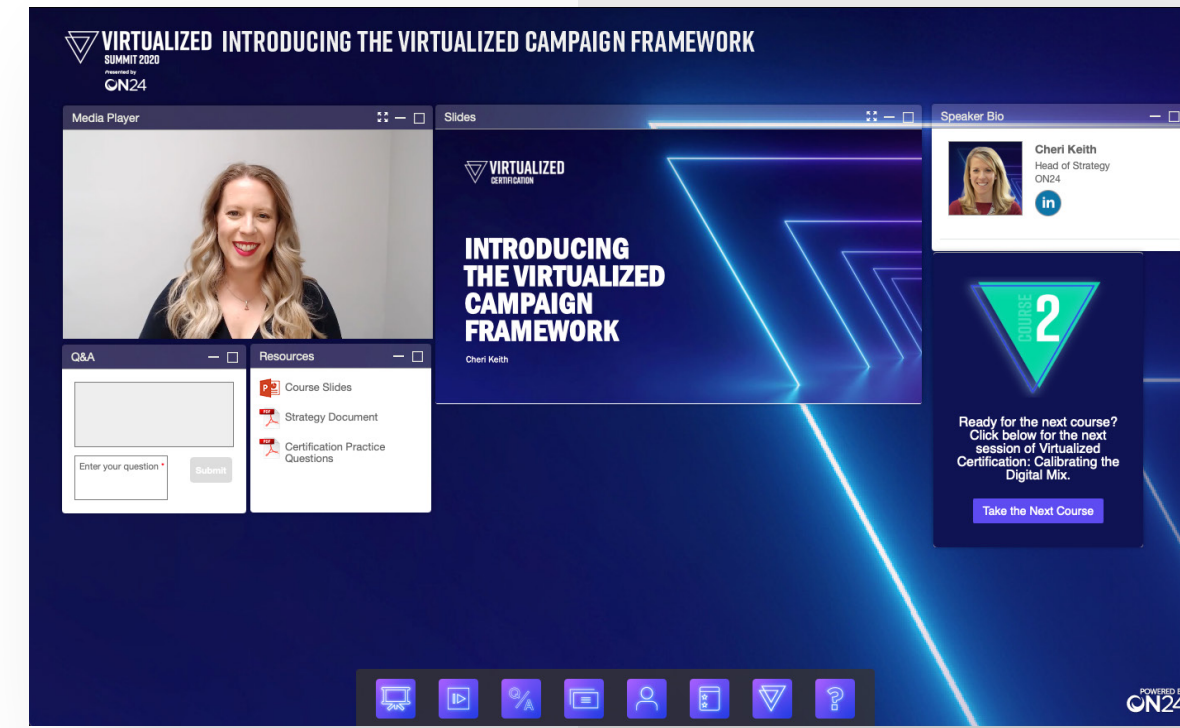 VIRTUALIZED INTRODUCING THE VIRTUALIZED CAMPAIGN FRAMEWORK
SUMMIT 2020
Presented by
ON24
Media Player
Slides
Speaker Bio
VIRTUALIZED
CERTIFICATION
INTRODUCING
THE VIRTUALIZED
CAMPAIGN
FRAMEWORK
Cheri Keith
Cheri Keith
Head of Strategy
ON24
in
Q&A
Enter your question *
Submit
Resources
Course Slides
Strategy Document
Certification Practice
Questions
COURSE
2
Ready for the next course?
Click below for the next
session of Virtualized
Certification: Calibrating the
Digital Mix.
Take the Next Course
Q/A
?
POWERED
ON24